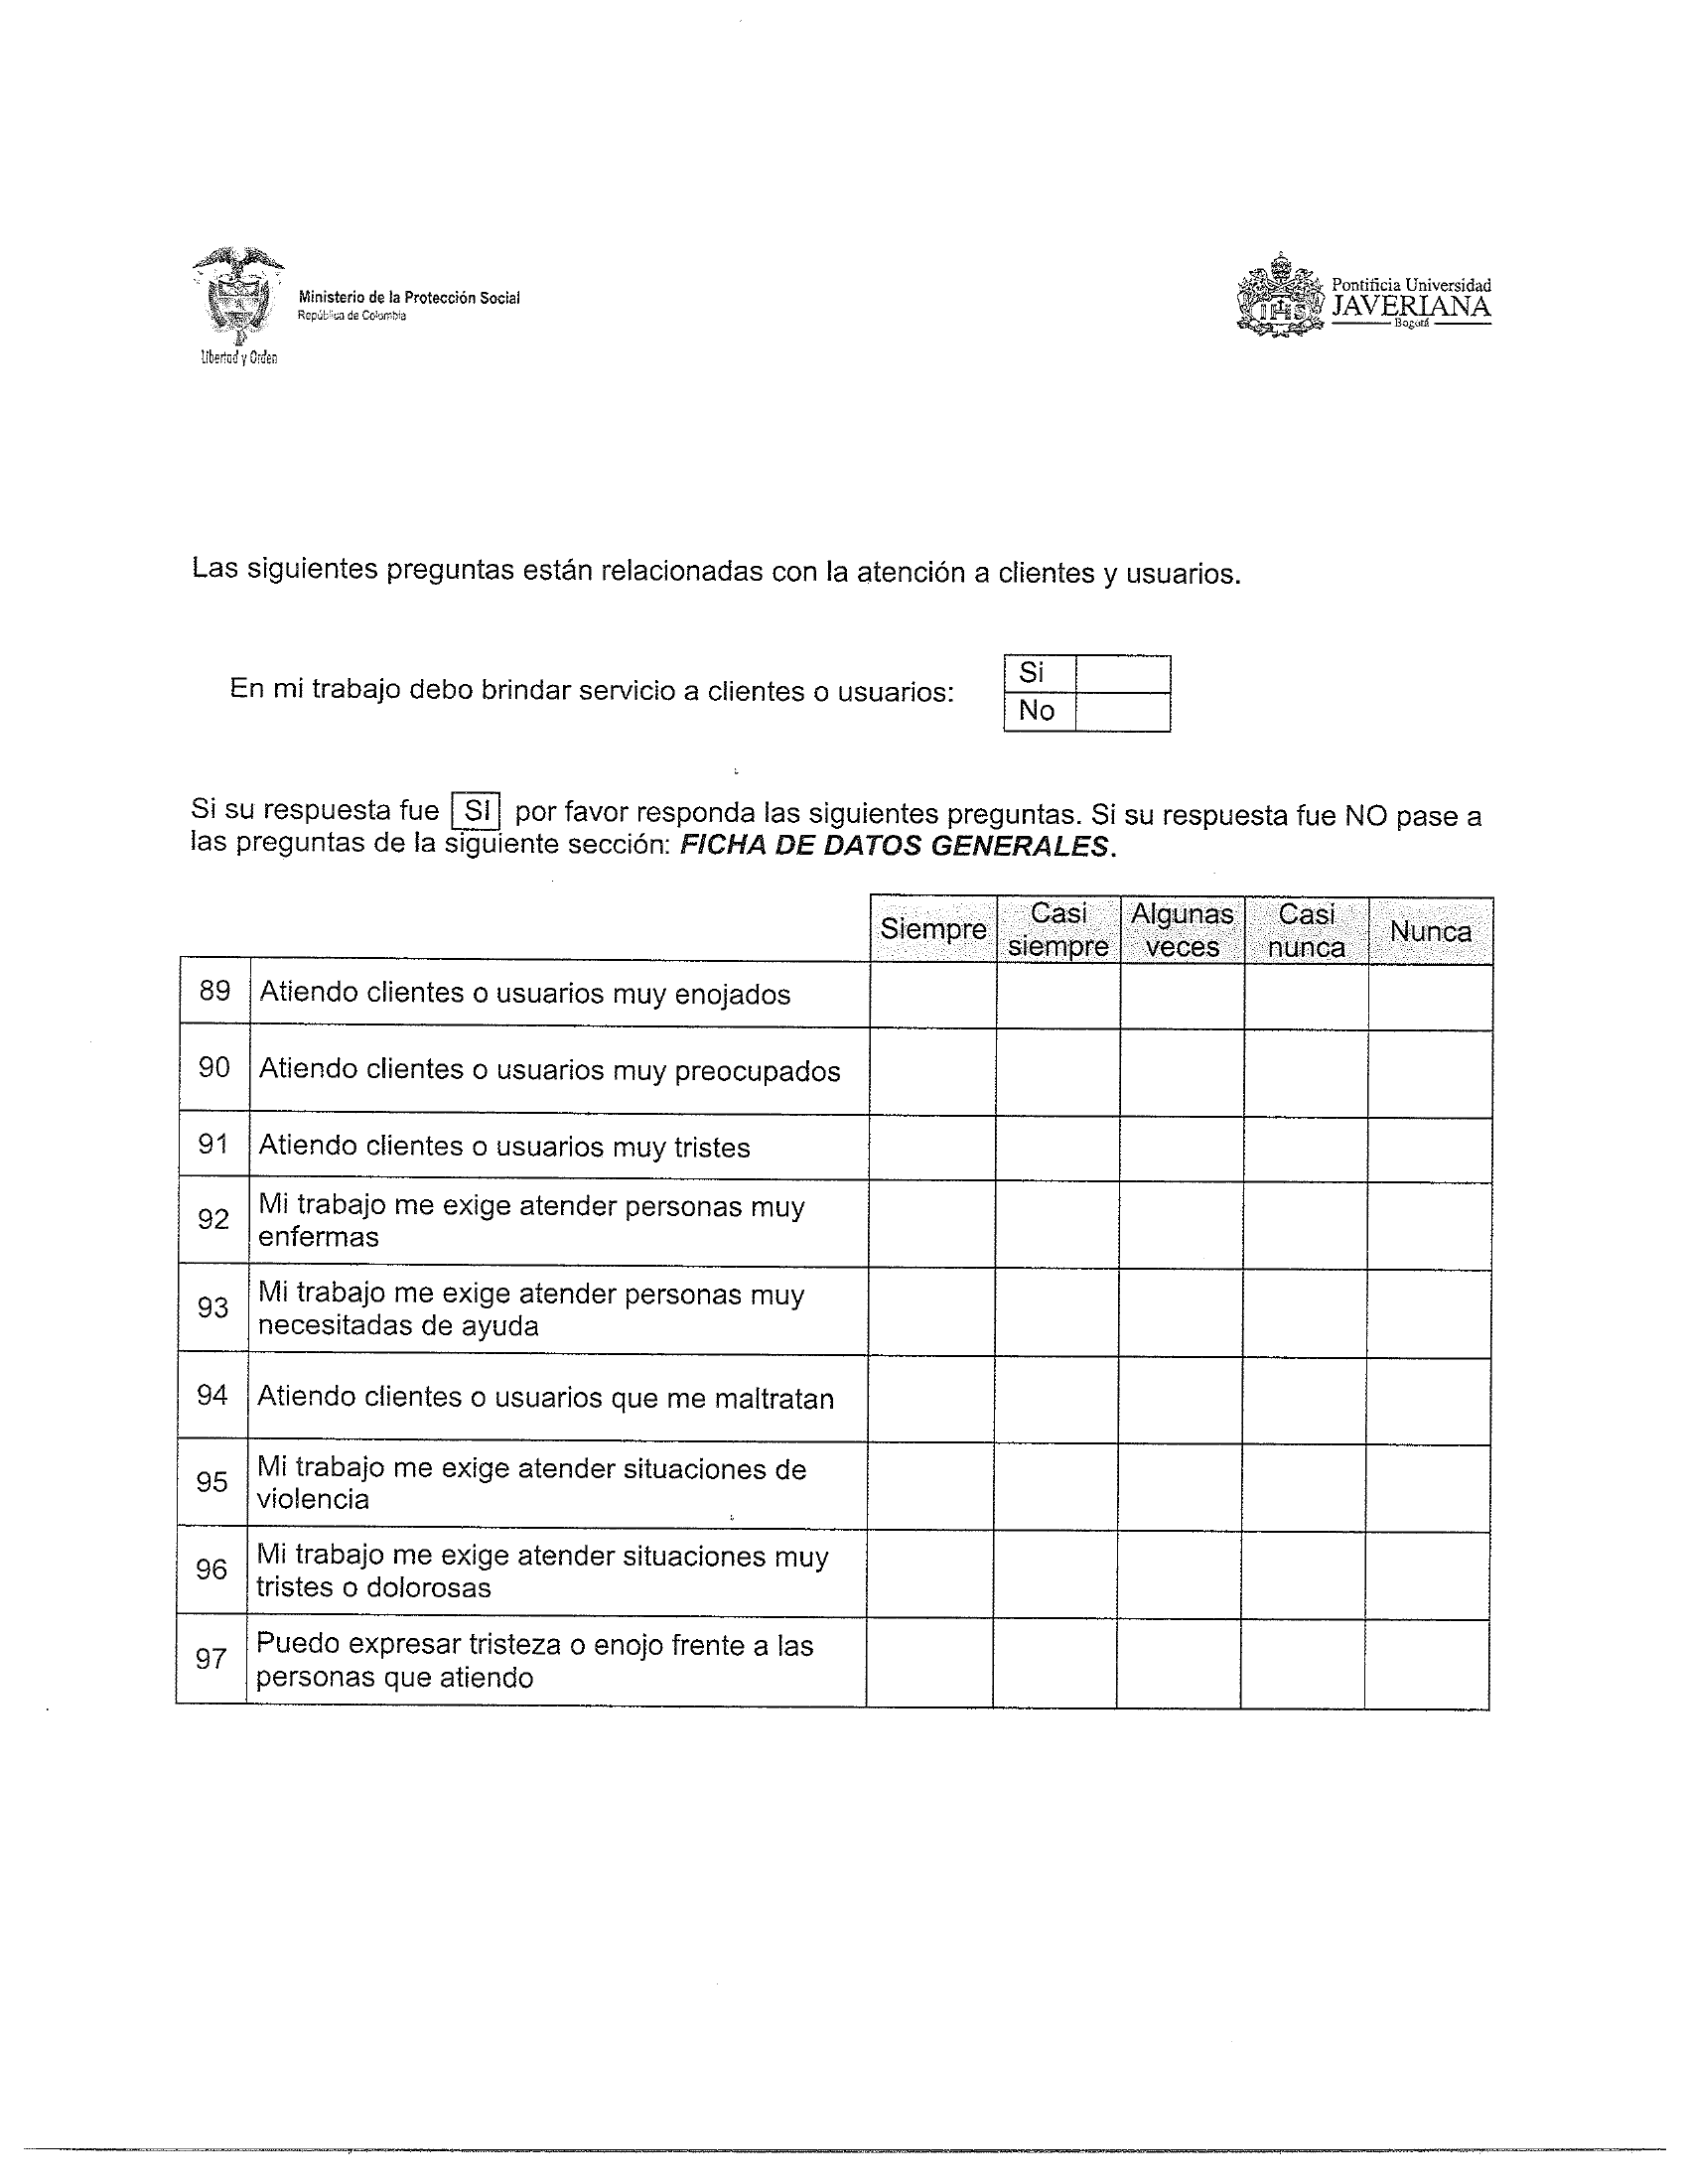 Ministerio de la Protección Social
República de Colombia
Libertad y Orden
Pontificia Universidad
JAVERIANA
Bogotá
Las siguientes preguntas están relacionadas con la atención a clientes y usuarios.
En mi trabajo debo brindar servicio a clientes o usuarios:
Si
No
Si su respuesta fue SI por favor responda las siguientes preguntas. Si su respuesta fue NO pase a
las preguntas de la siguiente sección: FICHA DE DATOS GENERALES.
Siempre Casi siempre Algunas veces Casi nunca Nunca
89 Atiendo clientes o usuarios muy enojados
90 Atiendo clientes o usuarios muy preocupados
91 Atiendo clientes o usuarios muy tristes
92 Mi trabajo me exige atender personas muy
enfermas
93 Mi trabajo me exige atender personas muy
necesitadas de ayuda
94 Atiendo clientes o usuarios que me maltratan
95 Mi trabajo me exige atender situaciones de
violencia
96 Mi trabajo me exige atender situaciones muy
tristes o dolorosas
97 Puedo expresar tristeza o enojo frente a las
personas que atiendo